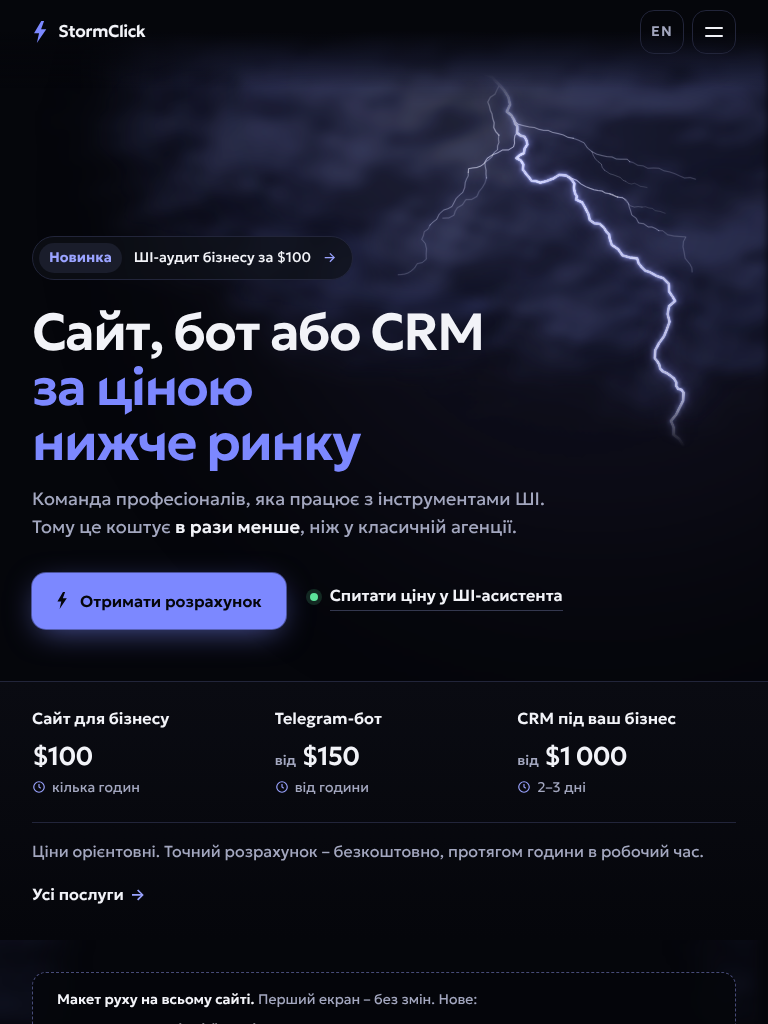 StormClick
EN
Новинка ШІ-аудит бізнесу за $100 →
Сайт, бот або CRM
за ціною
нижче ринку
Команда професіоналів, яка працює з інструментами ШІ.
Тому це коштує в рази менше, ніж у класичній агенції.
Отримати розрахунок
Спитати ціну у ШІ-асистента
Сайт для бізнесу
$100
кілька годин
Telegram-бот
від $150
від години
CRM під ваш бізнес
від $1 000
2–3 дні
Ціни орієнтовні. Точний розрахунок – безкоштовно, протягом години в робочий час.
Усі послуги →
Макет руху на всьому сайті. Перший екран – без змін. Нове: